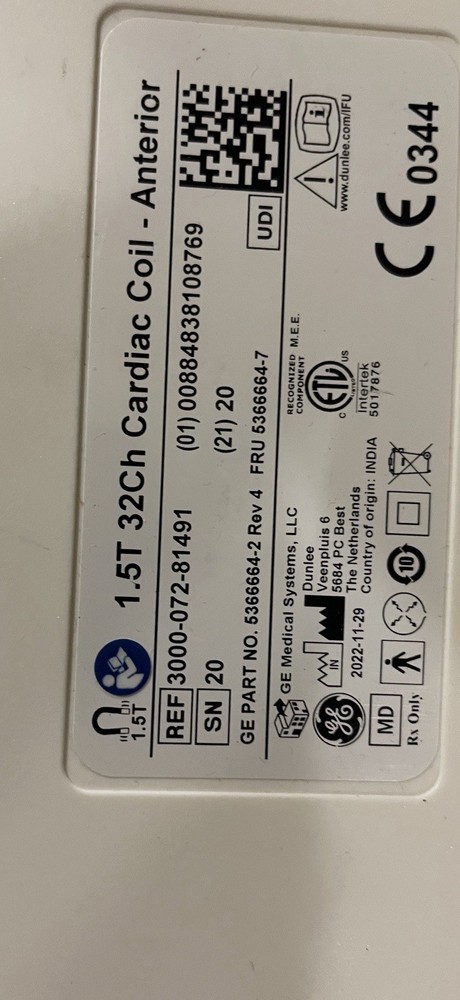 1.5T 32Ch Cardiac Coil - Anterior
1.5T
REF 3000-072-81491
(01) 00884838108769
SN 20
(21) 20
UDI
GE PART NO. 5366664-2 Rev 4 FRU 5366664-7
GE Medical Systems, LLC
GE
IN
Dunlee
Veenpluis 6
5684 PC Best
The Netherlands
2022-11-29
Country of origin: INDIA
RECOGNIZED
COMPONENT
M.E.E.
C ETL US
Intertek
5017876
i
www.dunlee.com/IFU
MD
Rx Only
10
CE 0344